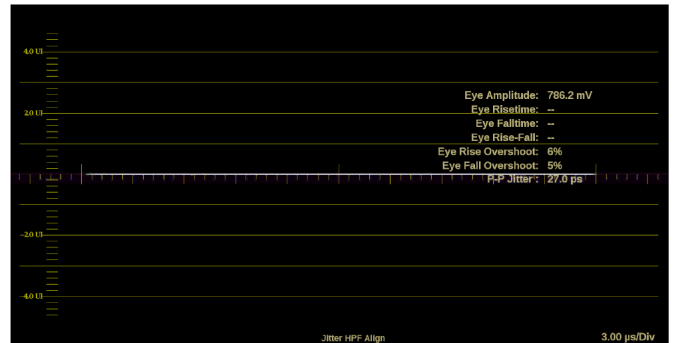 4.0 UI
Eye Amplitude: 786.2 mV
Eye Risetime: --
2.0 UI
Eye Falltime: --
Eye Rise-Fall: --
Eye Rise Overshoot: 6%
Eye Fall Overshoot: 5%
P-P Jitter : 27.0 ps
-2.0 UI
-4.0 UI
Jitter HPF Align
3.00 µs/Div